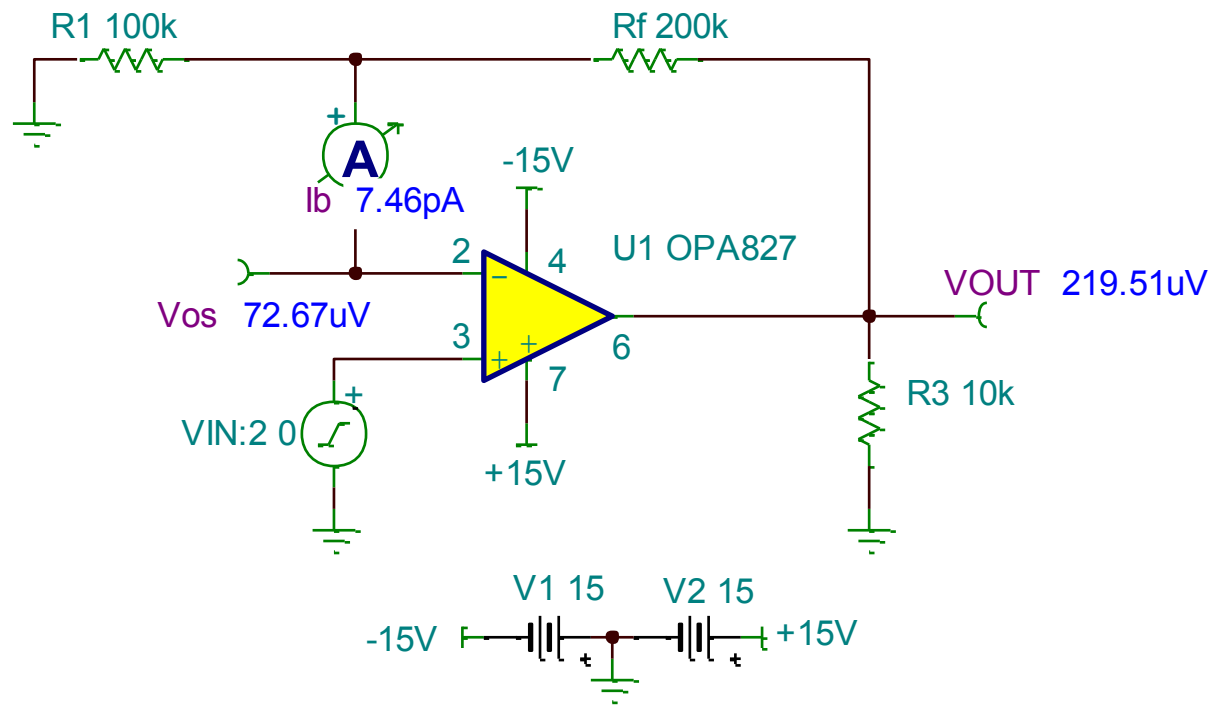 R1 100k
Rf 200k
+
A
Ib 7.46pA
-15V
U1 OPA827
2
4
-
Vos 72.67uV
VOUT 219.51uV
3
+
+
6
7
+
VIN:2 0
R3 10k
+15V
V1 15
V2 15
-15V
+15V
+
+